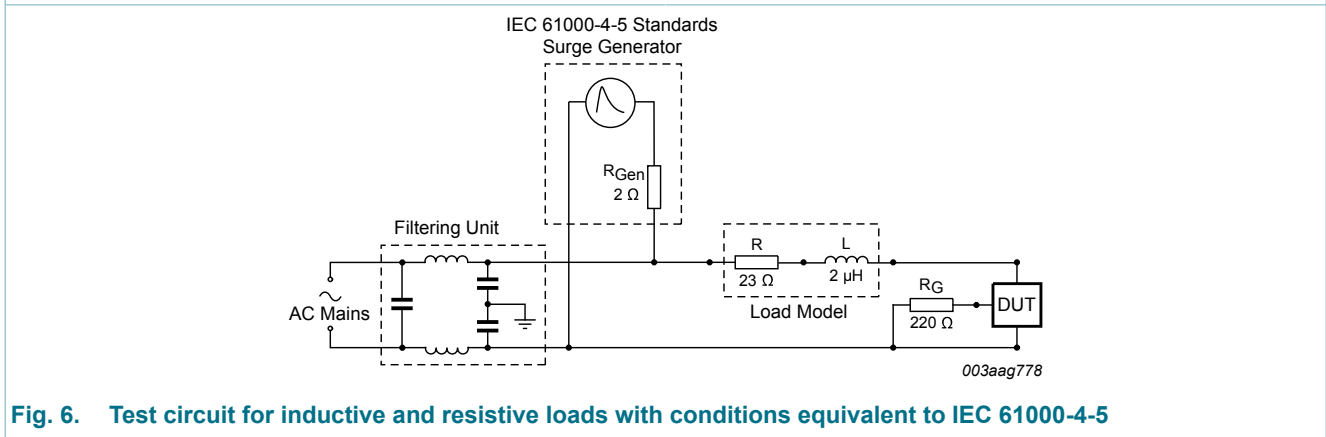 IEC 61000-4-5 Standards
Surge Generator
RGen
2 Ω
Filtering Unit
AC Mains
R
23 Ω
L
2 μH
Load Model
RG
220 Ω
DUT
003aag778
Fig. 6. Test circuit for inductive and resistive loads with conditions equivalent to IEC 61000-4-5